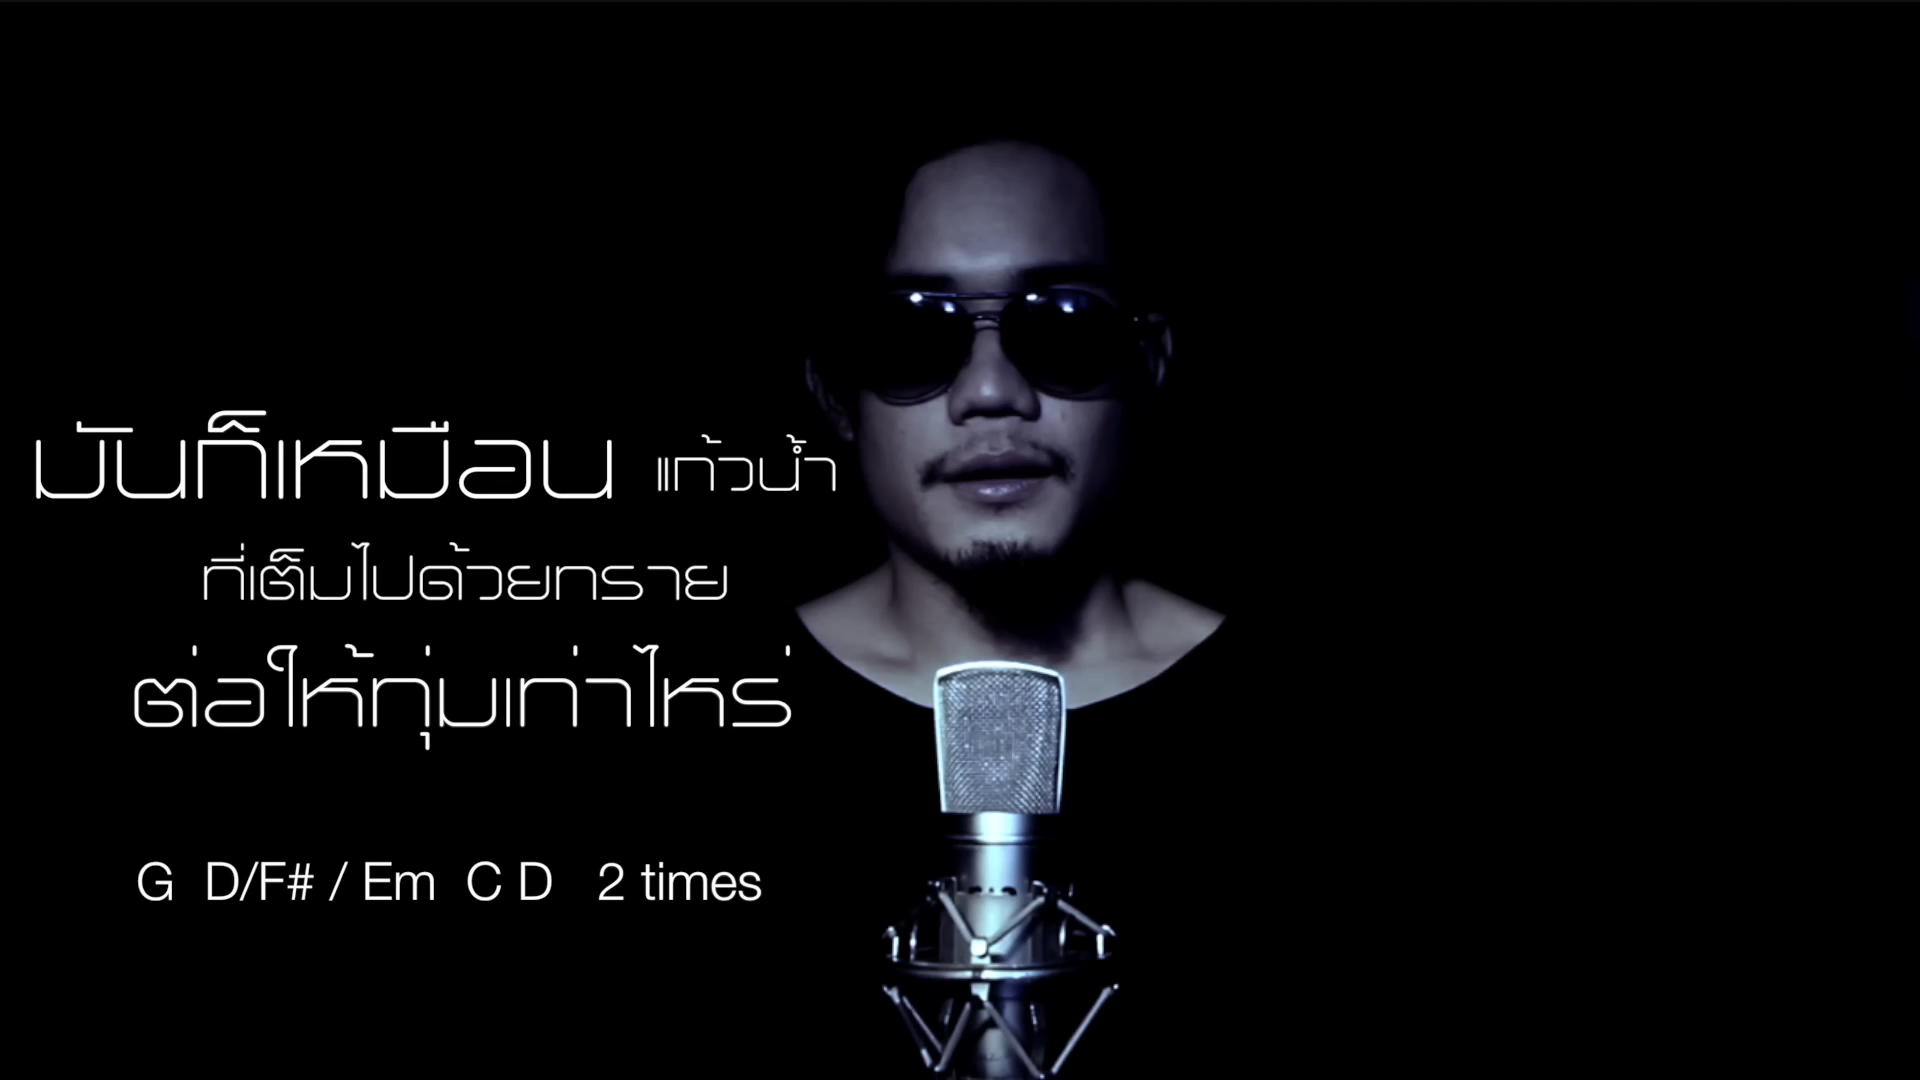 มันก็เหมือน แก้วน้ำ
ที่เต็มไปด้วยทราย
ต่อให้ทุ่มเท่าไหร่
G D/F# / Em C D 2 times